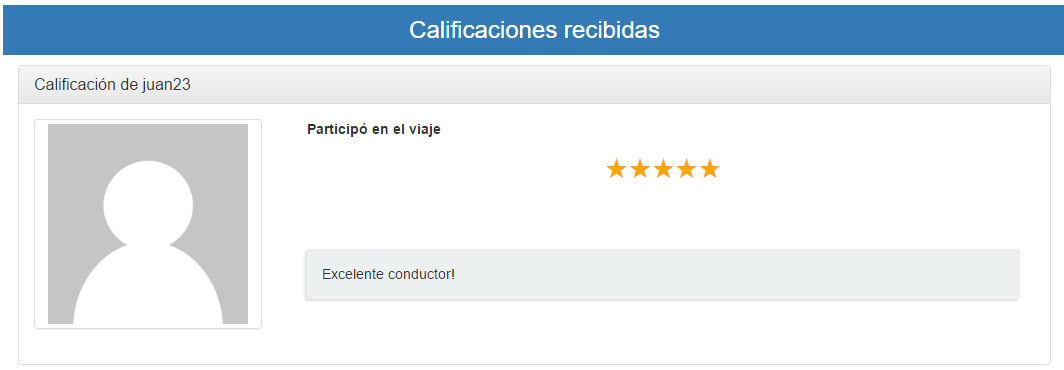 Calificaciones recibidas
Calificación de juan23
Participó en el viaje
★★★★★
Excelente conductor!